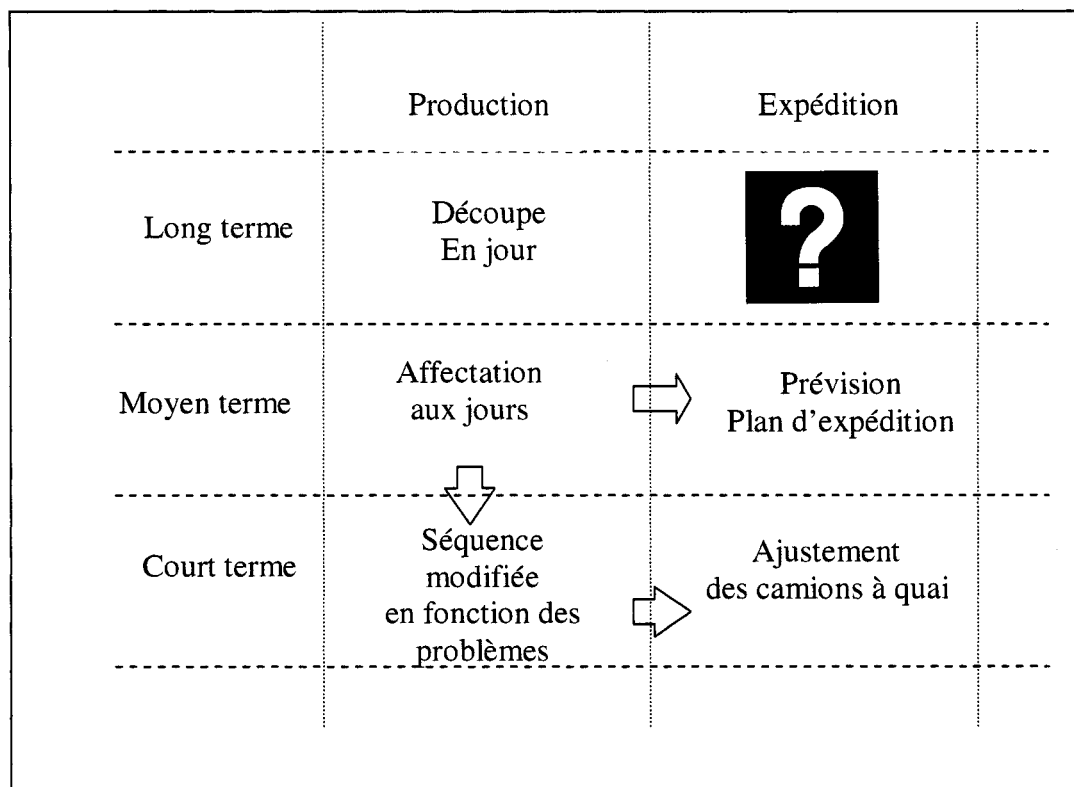 Production
Expédition
Long terme
Découpe
En jour
?
Moyen terme
Affectation
aux jours
Prévision
Plan d'expédition
Court terme
Séquence
modifiée
en fonction des
problèmes
Ajustement
des camions à quai